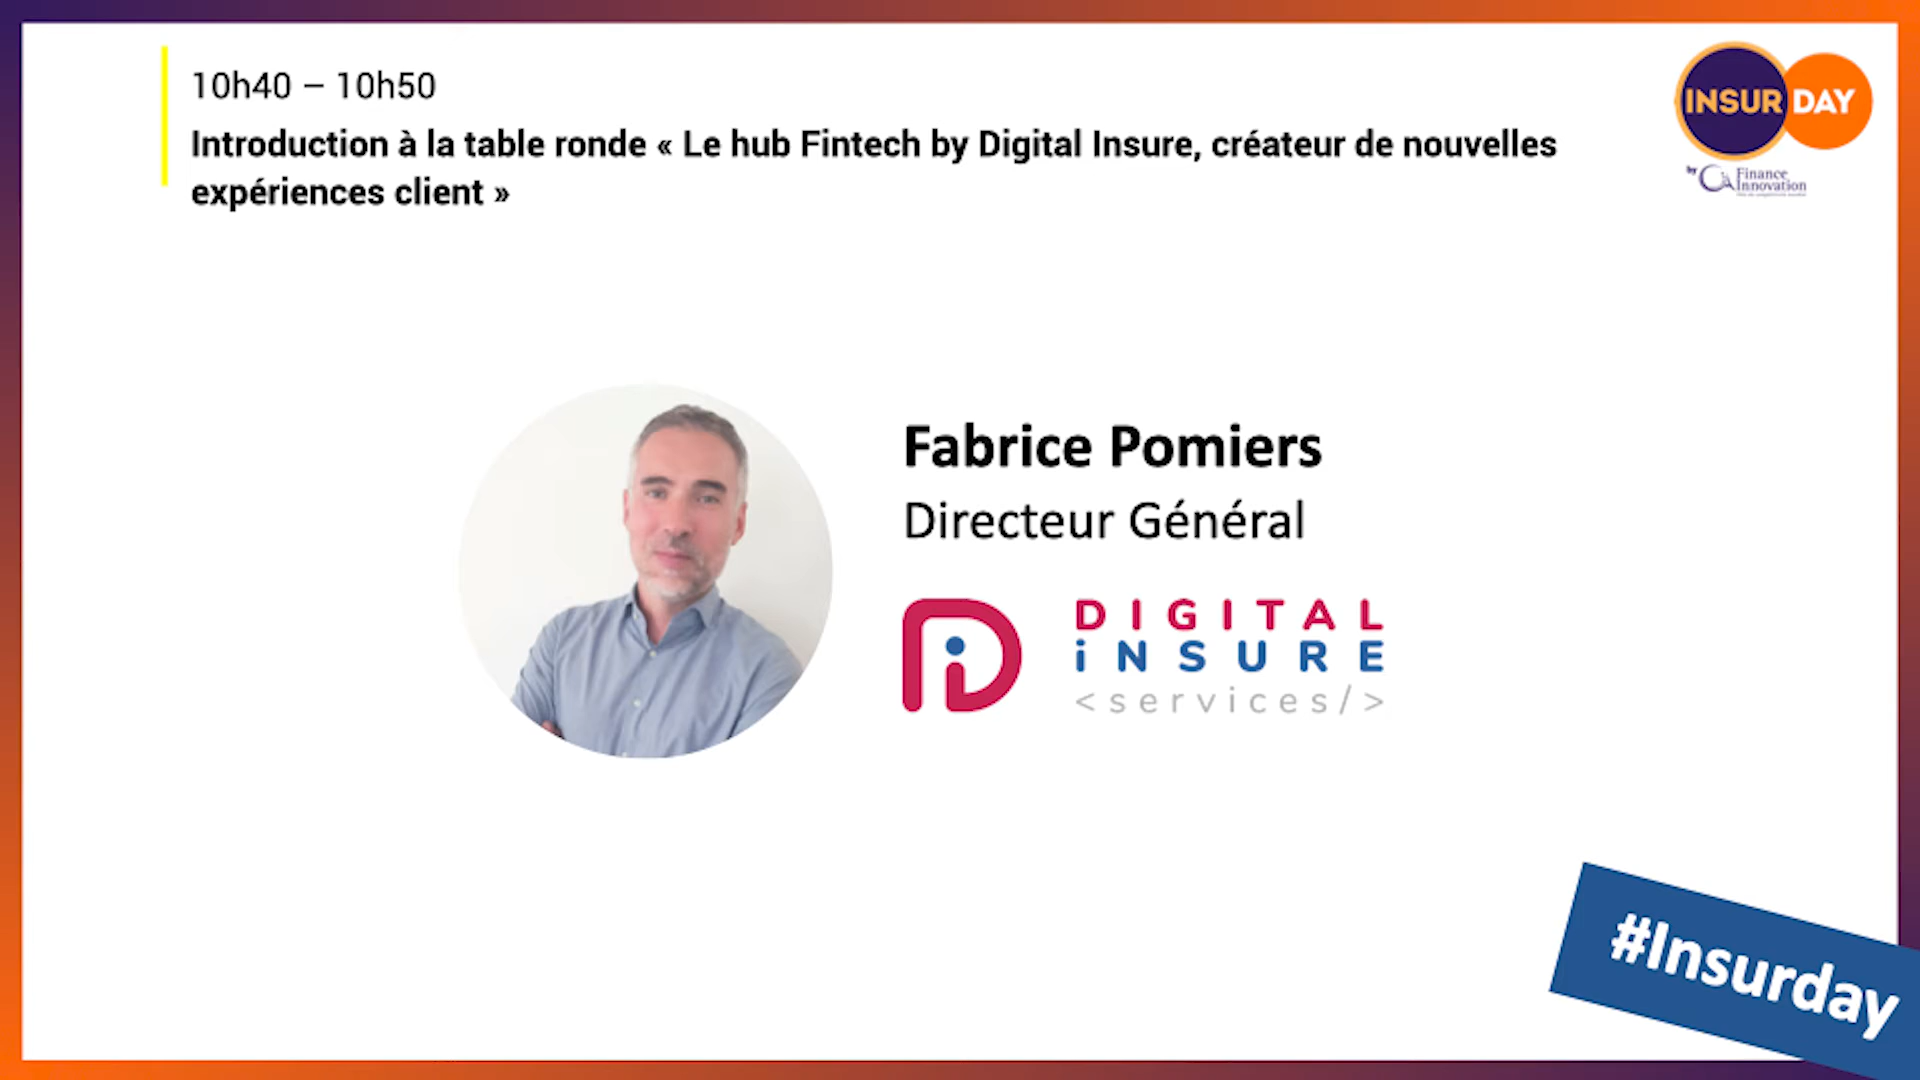 10h40 – 10h50
Introduction à la table ronde « Le hub Fintech by Digital Insure, créateur de nouvelles
expériences client »
INSUR DAY
by Finance
Innovation
Fabrice Pomiers
Directeur Général
DIGITAL
iNSURE
<services/>
#Insurday